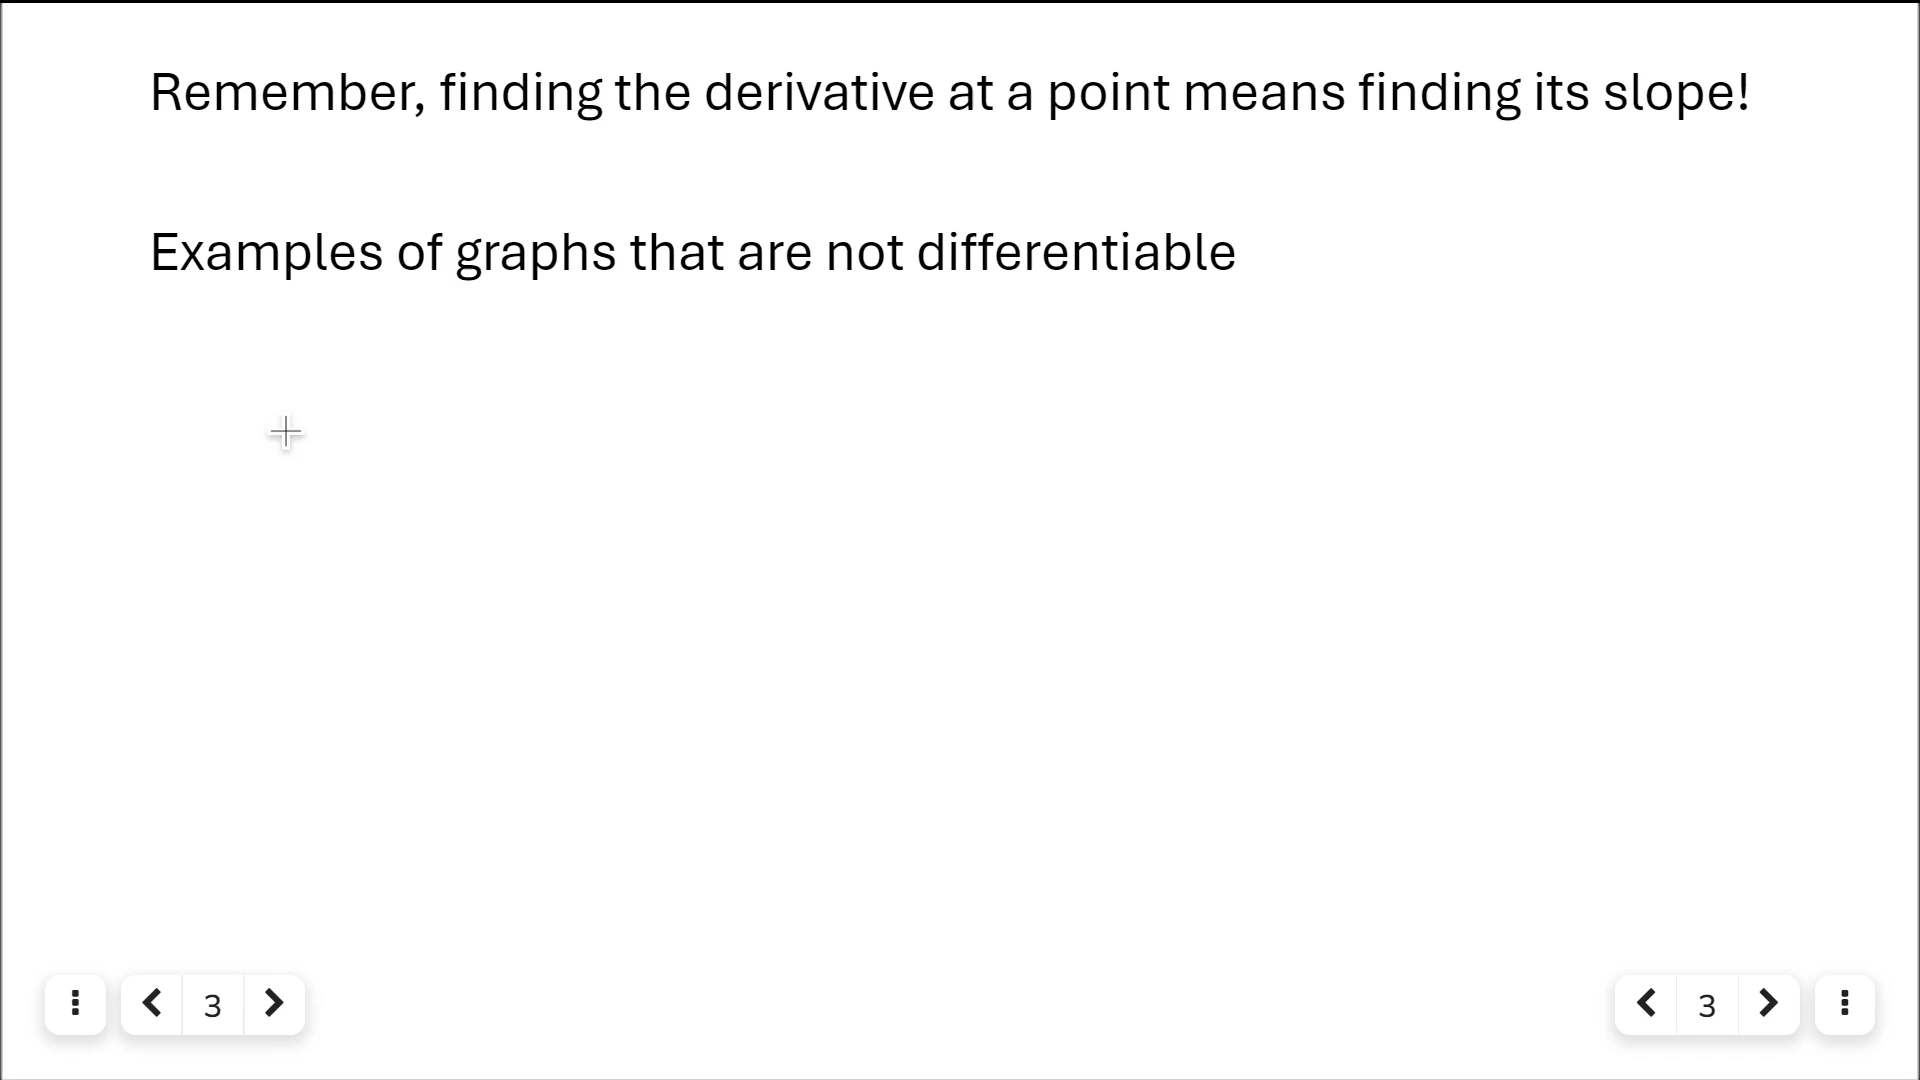 Remember, finding the derivative at a point means finding its slope!
Examples of graphs that are not differentiable
3
3